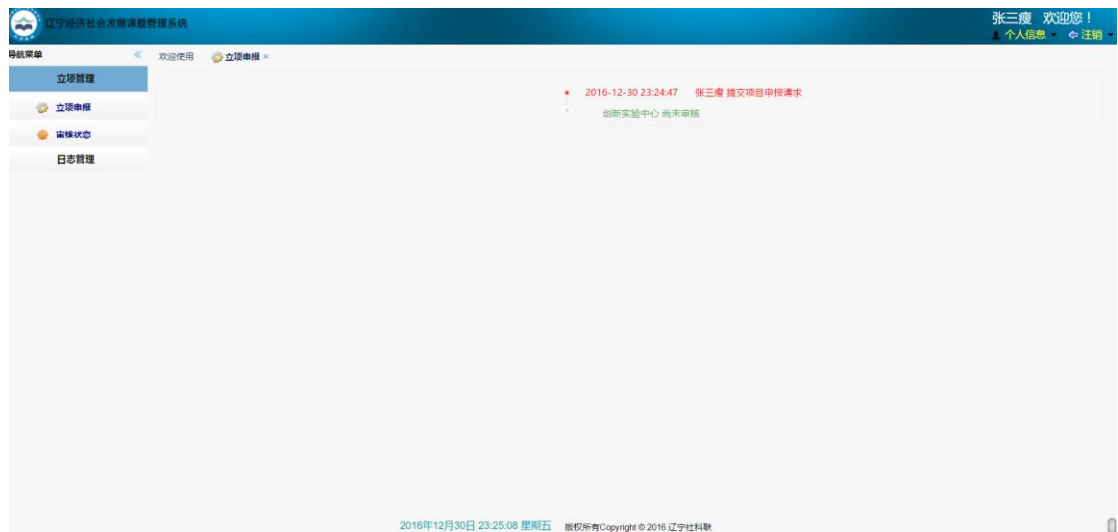 辽宁经济社会发展课题管理系统
张三瘦 欢迎您！
个人信息 注销
导航菜单
欢迎使用 立项申报 ×
立项管理
立项申报
审核状态
日志管理
2016-12-30 23:24:47 张三瘦 提交项目申报请求
创新实验中心 尚未审核
2016年12月30日 23:25:08 星期五 版权所有Copyright © 2016 辽宁社科联